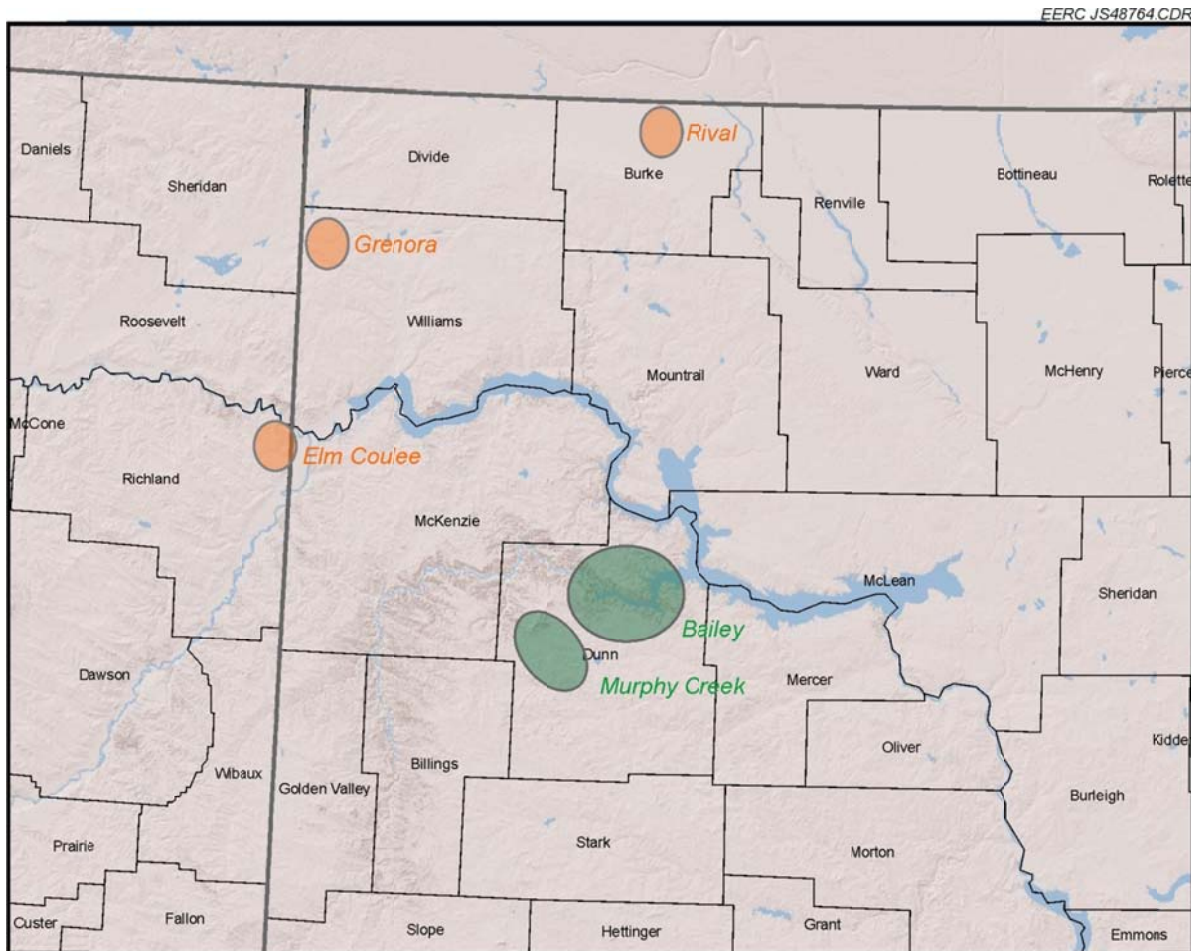 EERC JS48764.CDR
Rival
Daniels
Divide
Sheridan
Burke
Bottineau
Rolette
Renville
Grenora
Roosevelt
Williams
Mountrail
Ward
McHenry
Pierce
McCone
Elm Coulee
Richland
McKenzie
McLean
Sheridan
Bailey
Dunn
Dawson
Murphy Creek
Mercer
Kidde
Oliver
Wibaux
Billings
Golden Valley
Burleigh
Stark
Prairie
Morton
Custer
Fallon
Slope
Hettinger
Grant
Emmons